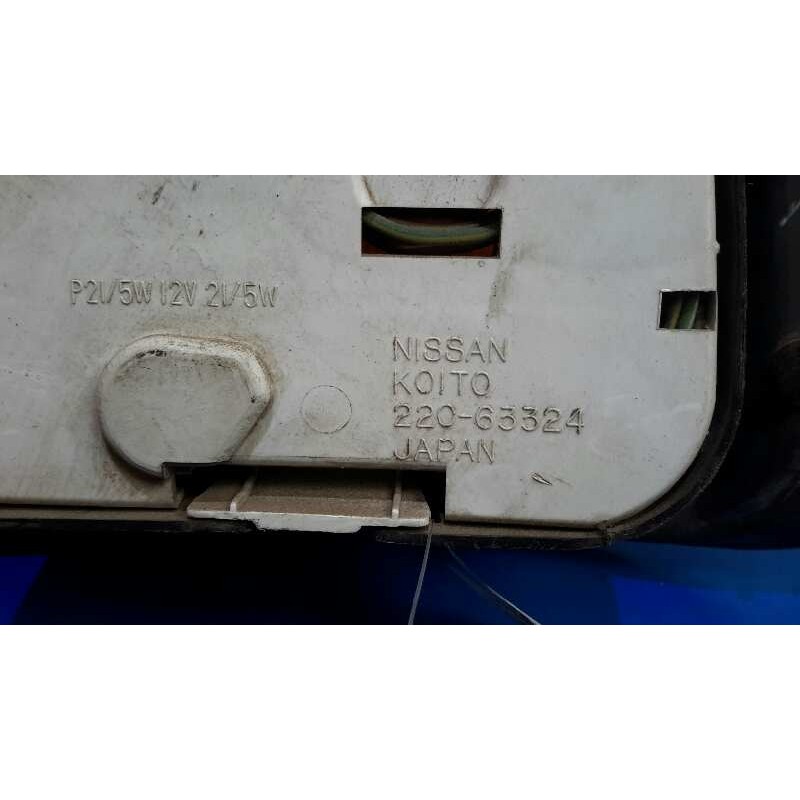 P21/5W 12V 21/5W
NISSAN
KOITO
220-63324
JAPAN